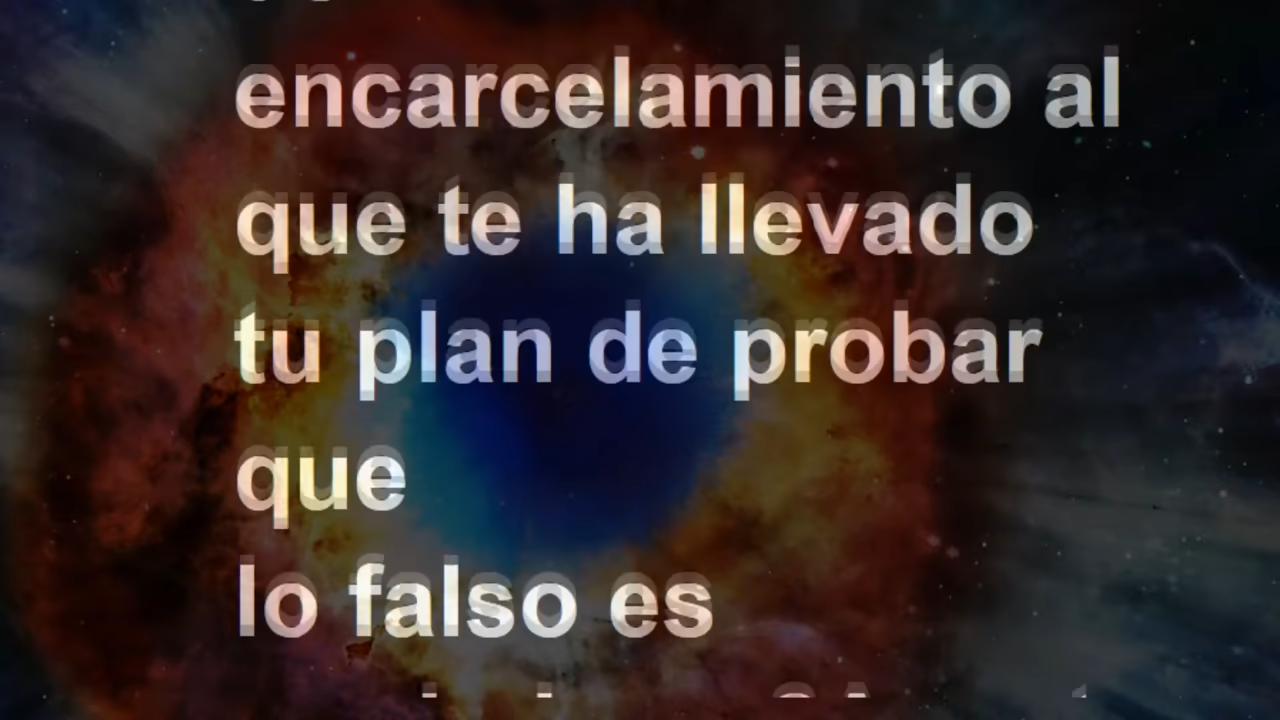 encarcelamiento al
que te ha llevado
tu plan de probar
que
lo falso es